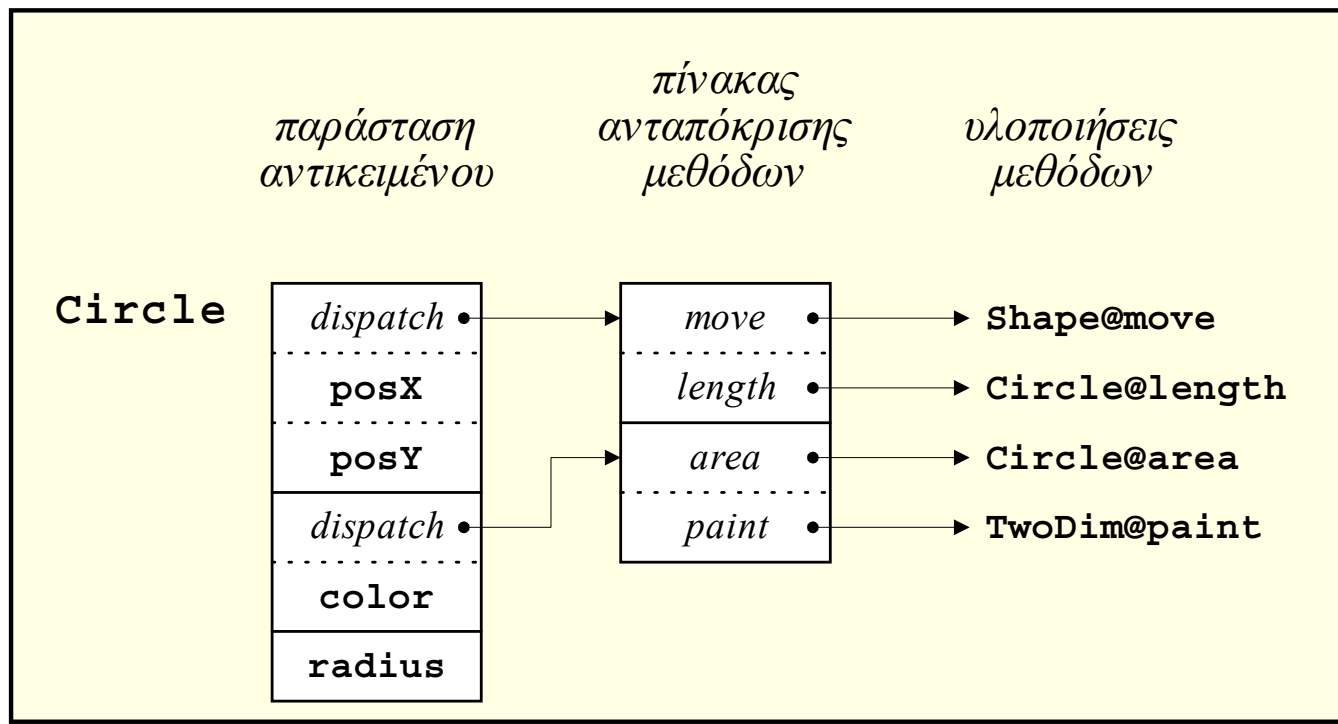 παράσταση
αντικειμένου
πίνακας
ανταπόκρισης
μεθόδων
υλοποιήσεις
μεθόδων
Circle
dispatch
posX
posY
dispatch
color
radius
move
length
area
paint
Shape@move
Circle@length
Circle@area
TwoDim@paint